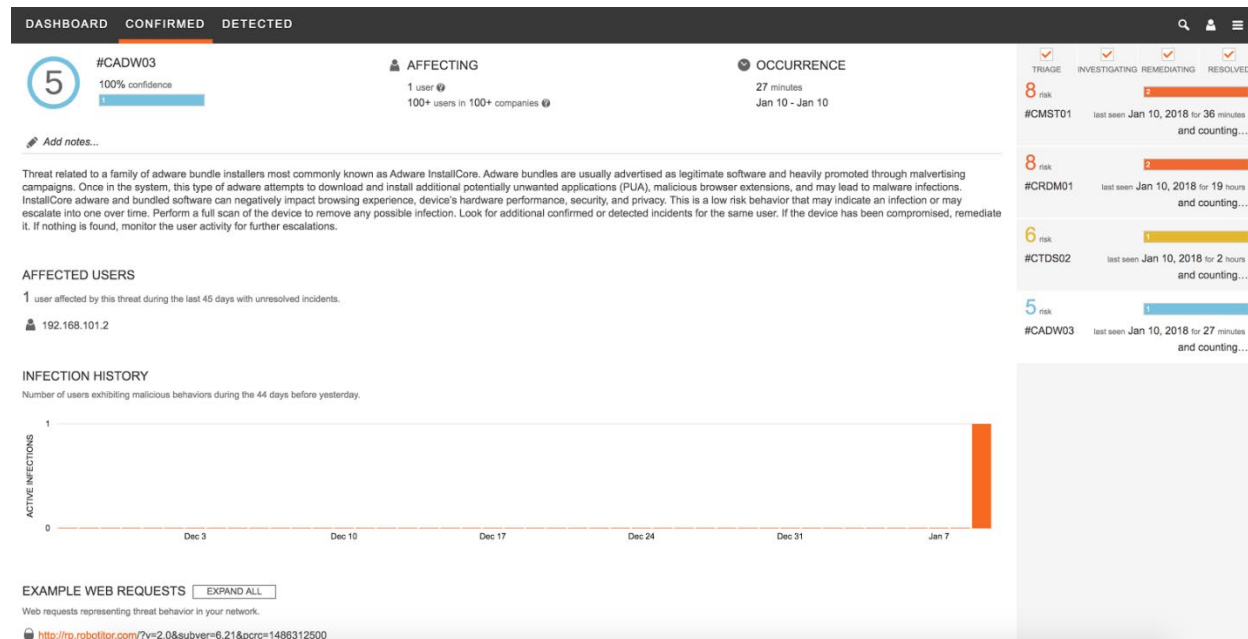 DASHBOARD CONFIRMED DETECTED
5
#CADW03
100% confidence
1
AFFECTING
1 user
100+ users in 100+ companies
OCCURRENCE
27 minutes
Jan 10 - Jan 10
Add notes...
Threat related to a family of adware bundle installers most commonly known as Adware InstallCore. Adware bundles are usually advertised as legitimate software and heavily promoted through malvertising
campaigns. Once in the system, this type of adware attempts to download and install additional potentially unwanted applications (PUA), malicious browser extensions, and may lead to malware infections.
InstallCore adware and bundled software can negatively impact browsing experience, device's hardware performance, security, and privacy. This is a low risk behavior that may indicate an infection or may
escalate into one over time. Perform a full scan of the device to remove any possible infection. Look for additional confirmed or detected incidents for the same user. If the device has been compromised, remediate
it. If nothing is found, monitor the user activity for further escalations.
AFFECTED USERS
1 user affected by this threat during the last 45 days with unresolved incidents.
192.168.101.2
INFECTION HISTORY
Number of users exhibiting malicious behaviors during the 44 days before yesterday.
1
ACTIVE INFECTIONS
0
Dec 3 Dec 10 Dec 17 Dec 24 Dec 31 Jan 7
EXAMPLE WEB REQUESTS EXPAND ALL
Web requests representing threat behavior in your network.
http://rp.robotitor.com/?v=2.0&subver=6.21&pcrc=1486312500
TRIAGE INVESTIGATING REMEDIATING RESOLVED
8 risk 2
#CMST01 last seen Jan 10, 2018 for 36 minutes
and counting...
8 risk 2
#CRDM01 last seen Jan 10, 2018 for 19 hours
and counting...
6 risk 1
#CTDS02 last seen Jan 10, 2018 for 2 hours
and counting...
5 risk 1
#CADW03 last seen Jan 10, 2018 for 27 minutes
and counting...